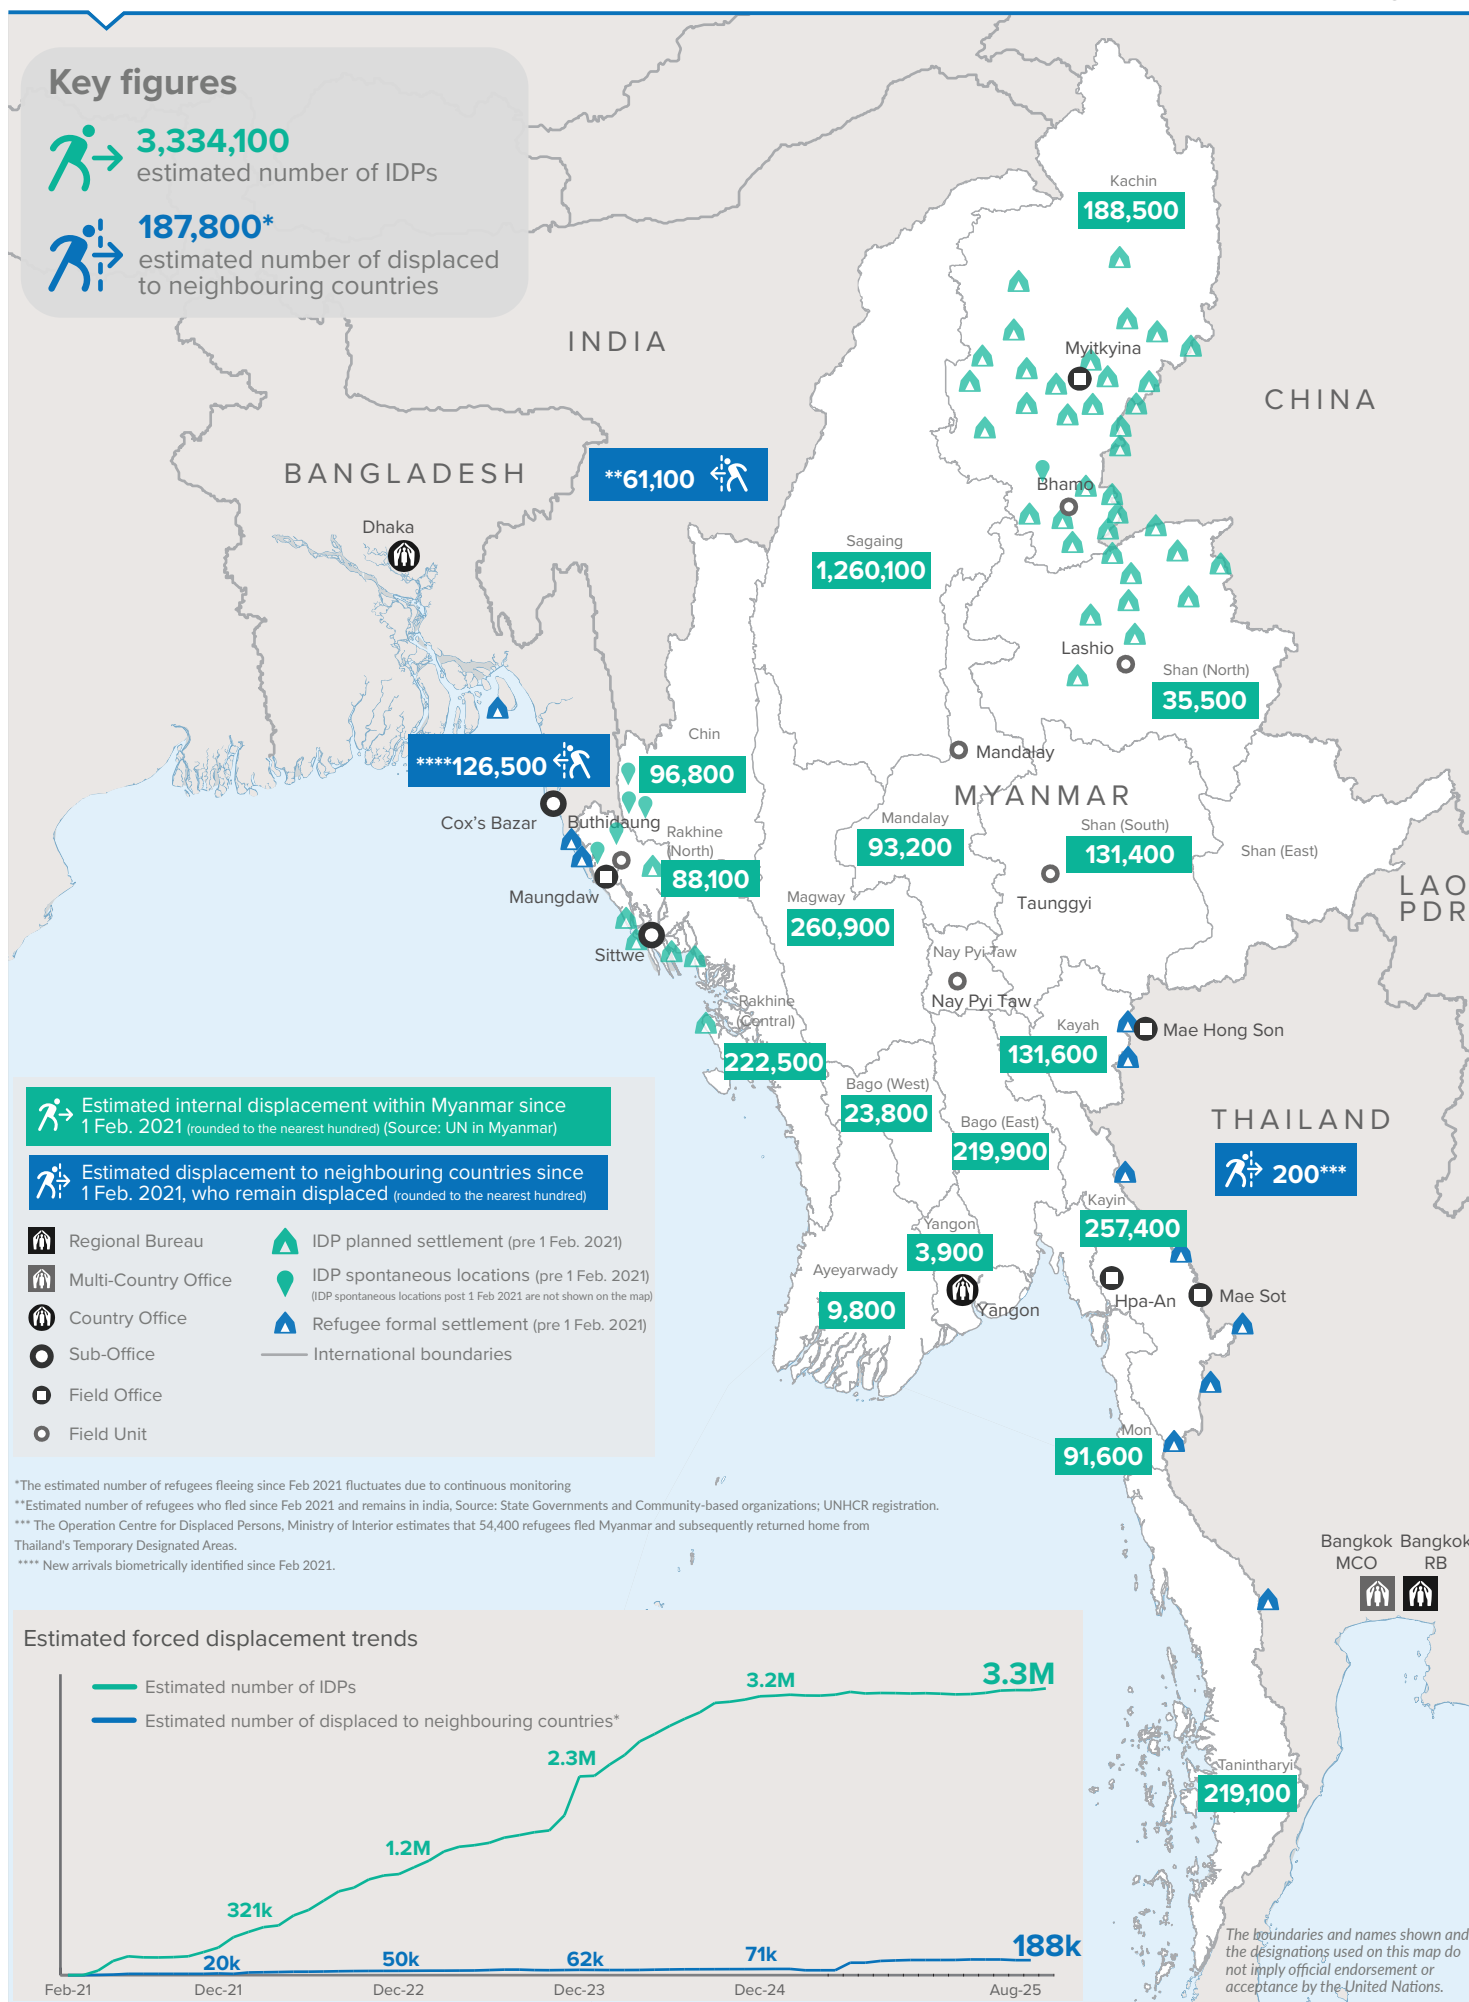 Key figures
3,334,100
estimated number of IDPs
187,800*
estimated number of displaced
to neighbouring countries
INDIA
CHINA
BANGLADESH
Dhaka
**61,100
Kachin
188,500
Myitkyina
Bhamo
Sagaing
1,260,100
Lashio
Shan (North)
35,500
Chin
96,800
****126,500
Cox's Bazar
Buthidaung
Rakhine
(North)
88,100
Maungdaw
Sittwe
Mandalay
MYANMAR
Mandalay
93,200
Shan (South)
131,400
Shan (East)
Taunggyi
LAO
PDR
Magway
260,900
Nay Pyi-Taw
Nay Pyi Taw
Rakhine
(Central)
222,500
Kayah
131,600
Mae Hong Son
Bago (West)
23,800
Bago (East)
219,900
THAILAND
200***
Kayin
257,400
Yangon
3,900
Yangon
Ayeyarwady
9,800
Hpa-An
Mae Sot
Mon
91,600
Bangkok
MCO
Bangkok
RB
Tanintharyi
219,100
Estimated internal displacement within Myanmar since
1 Feb. 2021 (rounded to the nearest hundred) (Source: UN in Myanmar)
Estimated displacement to neighbouring countries since
1 Feb. 2021, who remain displaced (rounded to the nearest hundred)
Regional Bureau
Multi-Country Office
Country Office
Sub-Office
Field Office
Field Unit
IDP planned settlement (pre 1 Feb. 2021)
IDP spontaneous locations (pre 1 Feb. 2021)
(IDP spontaneous locations post 1 Feb 2021 are not shown on the map)
Refugee formal settlement (pre 1 Feb. 2021)
International boundaries
*The estimated number of refugees fleeing since Feb 2021 fluctuates due to continuous monitoring
**Estimated number of refugees who fled since Feb 2021 and remains in india, Source: State Governments and Community-based organizations; UNHCR registration.
*** The Operation Centre for Displaced Persons, Ministry of Interior estimates that 54,400 refugees fled Myanmar and subsequently returned home from
Thailand's Temporary Designated Areas.
**** New arrivals biometrically identified since Feb 2021.
Estimated forced displacement trends
Estimated number of IDPs
Estimated number of displaced to neighbouring countries*
321k
1.2M
2.3M
3.2M
3.3M
20k
50k
62k
71k
188k
Feb-21
Dec-21
Dec-22
Dec-23
Dec-24
Aug-25
The boundaries and names shown and
the designations used on this map do
not imply official endorsement or
acceptance by the United Nations.